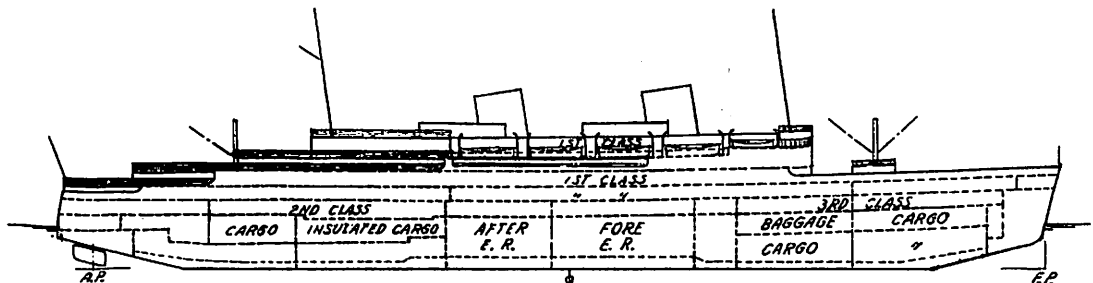 1ST CLASS
1ST CLASS
" "
2ND CLASS
3RD CLASS
CARGO
INSULATED CARGO
AFTER
E. R.
FORE
E. R.
BAGGAGE
CARGO
CARGO
"
A.P.
F.P.